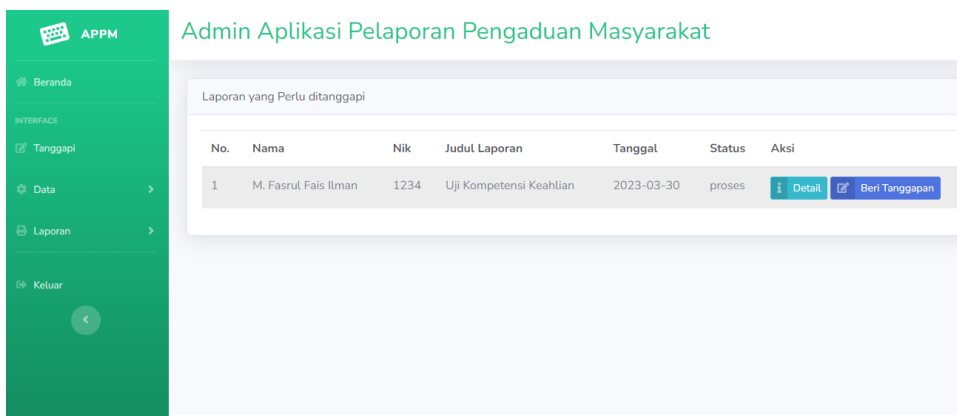 APPM
Admin Aplikasi Pelaporan Pengaduan Masyarakat
Beranda
INTERFACE
Tanggapi
Data
Laporan
Keluar
Laporan yang Perlu ditanggapi
No. Nama Nik Judul Laporan Tanggal Status Aksi
1 M. Fasrul Fais Ilman 1234 Uji Kompetensi Keahlian 2023-03-30 proses Detail Beri Tanggapan